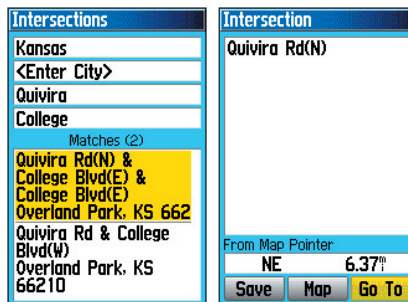 Intersections
Kansas
<Enter City>
Quivira
College
Matches (2)
Quivira Rd(N) &
College Blvd(E) &
College Blvd(E)
Overland Park, KS 662
Quivira Rd & College
Blvd(W)
Overland Park, KS
66210
Intersection
Quivira Rd(N)
From Map Pointer
NE 6.37m
Save Map Go To